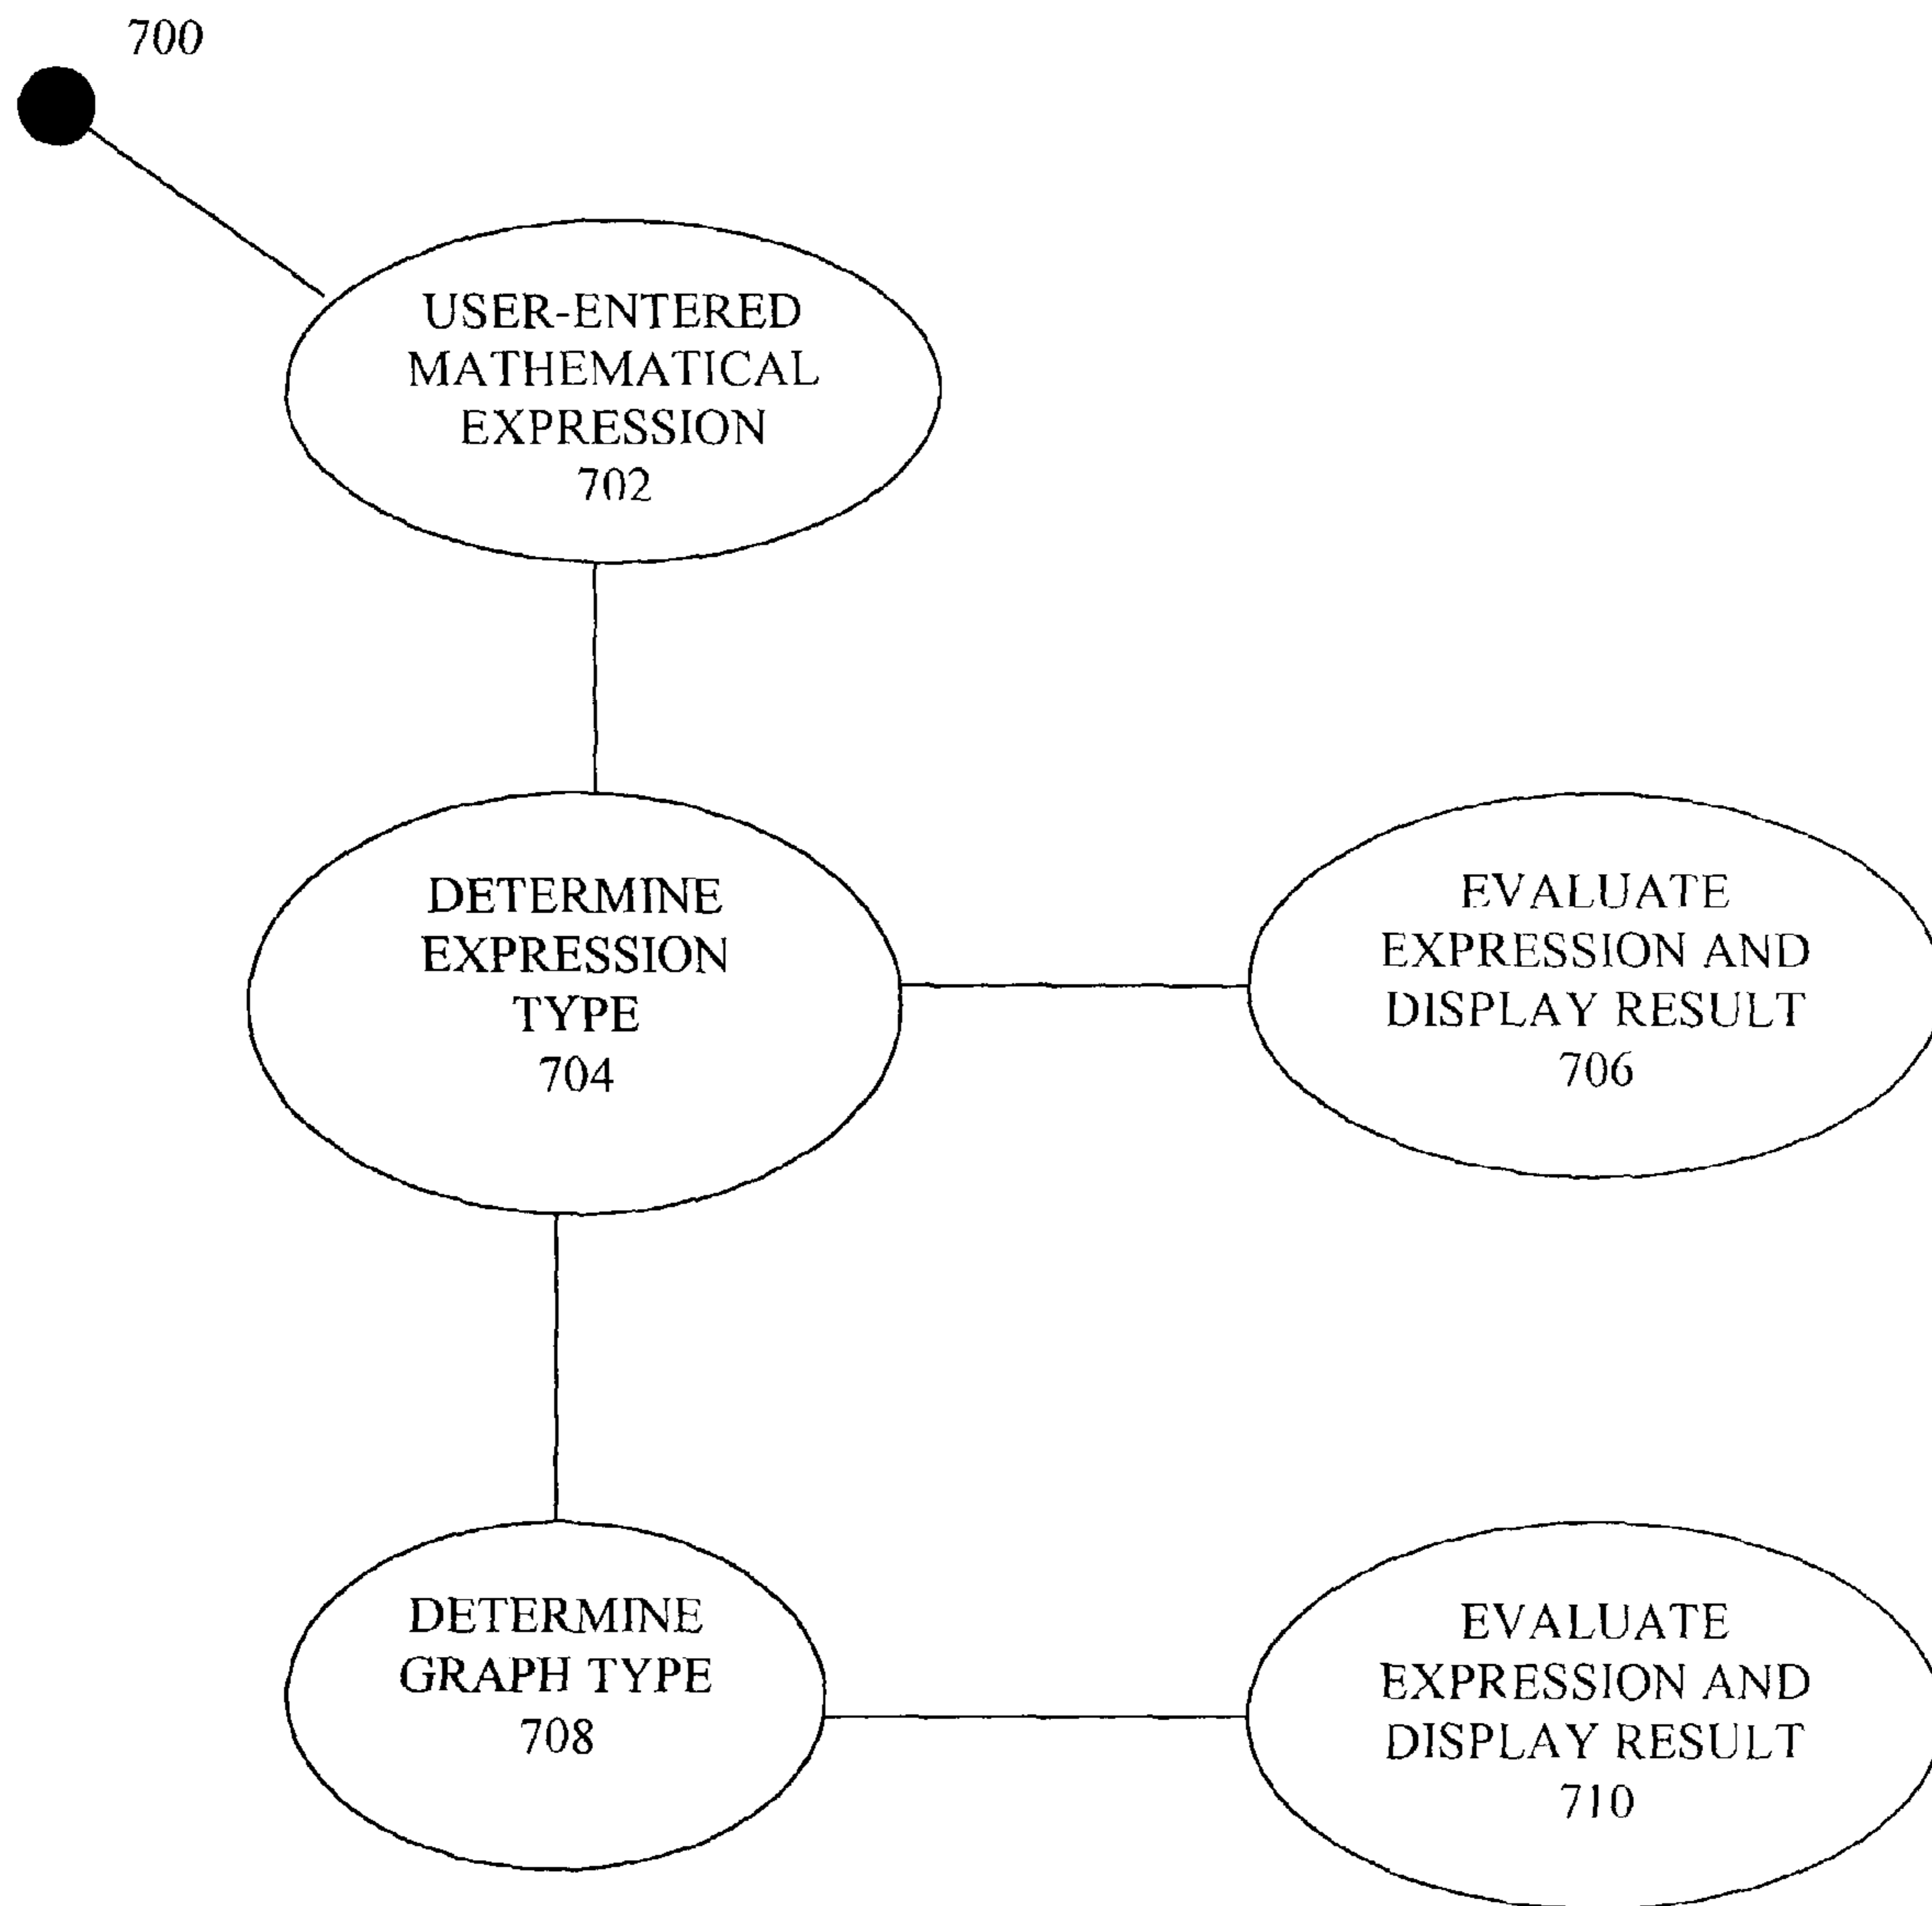 700
USER-ENTERED
MATHEMATICAL
EXPRESSION
702
DETERMINE
EXPRESSION
TYPE
704
EVALUATE
EXPRESSION AND
DISPLAY RESULT
706
DETERMINE
GRAPH TYPE
708
EVALUATE
EXPRESSION AND
DISPLAY RESULT
710